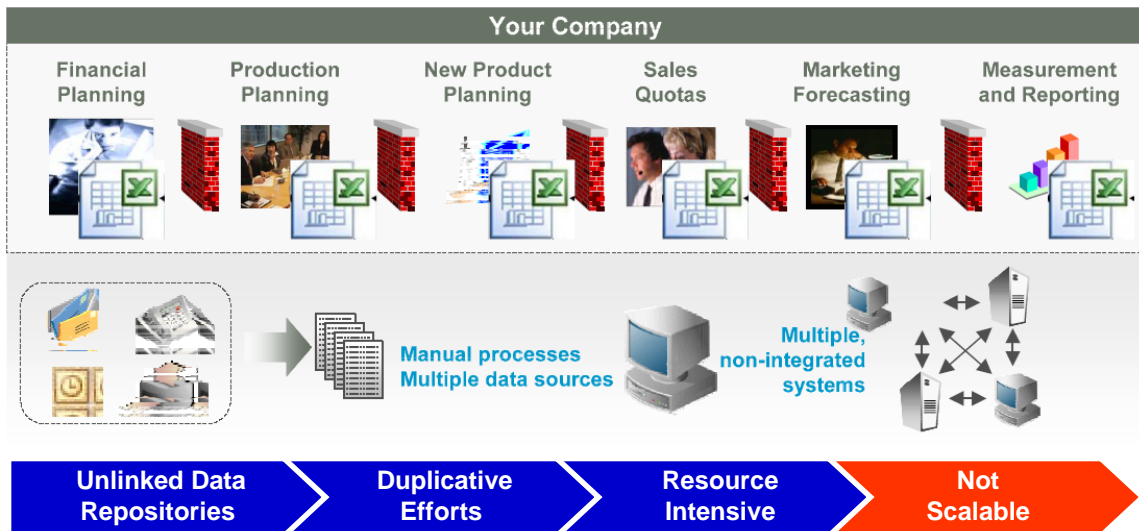 Your Company
Financial
Planning
Production
Planning
New Product
Planning
Sales
Quotas
Marketing
Forecasting
Measurement
and Reporting
Manual processes
Multiple data sources
Multiple,
non-integrated
systems
Unlinked Data
Repositories
Duplicative
Efforts
Resource
Intensive
Not
Scalable